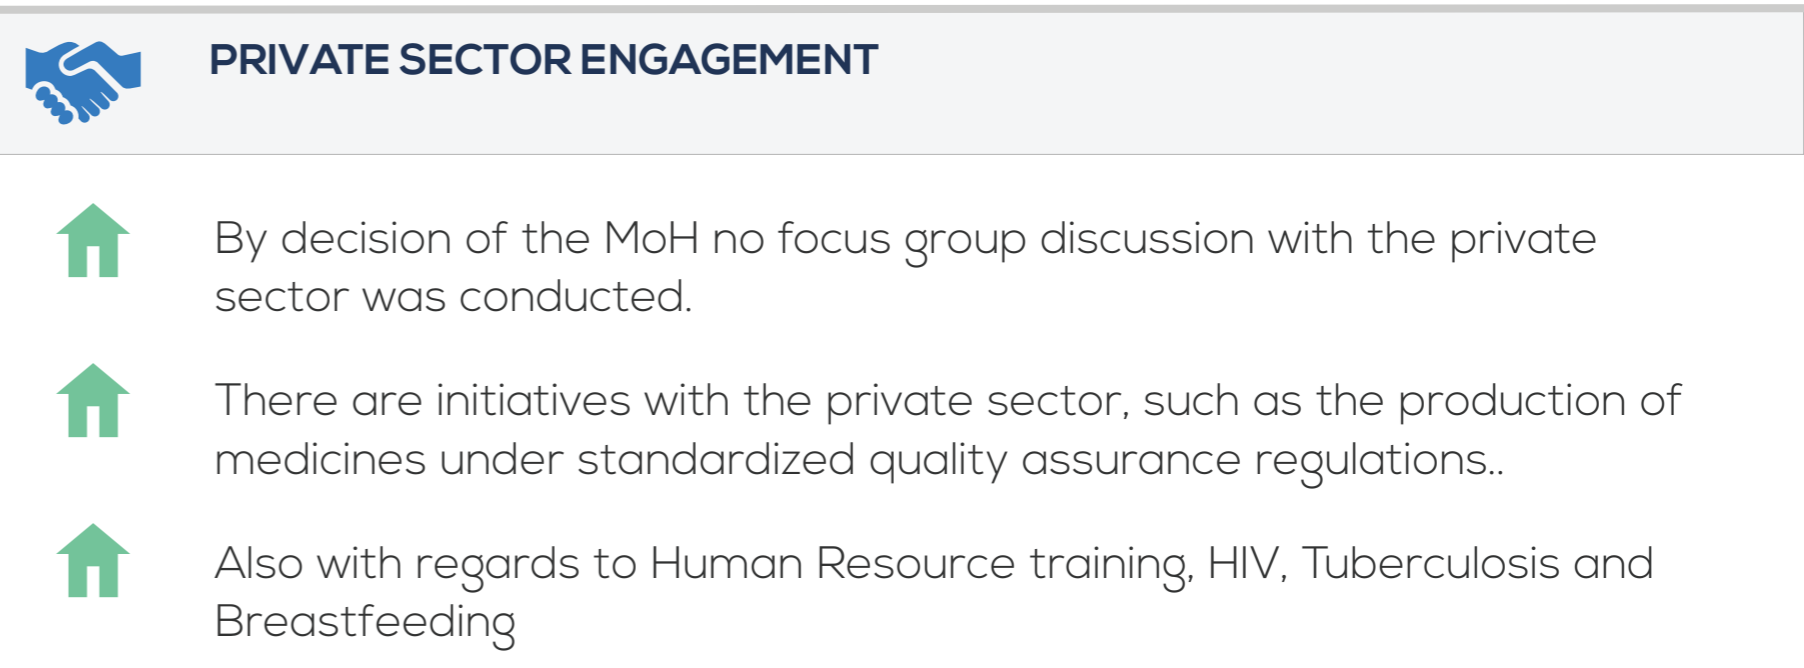 PRIVATE SECTOR ENGAGEMENT
By decision of the MoH no focus group discussion with the private
sector was conducted.
There are initiatives with the private sector, such as the production of
medicines under standardized quality assurance regulations..
Also with regards to Human Resource training, HIV, Tuberculosis and
Breastfeeding